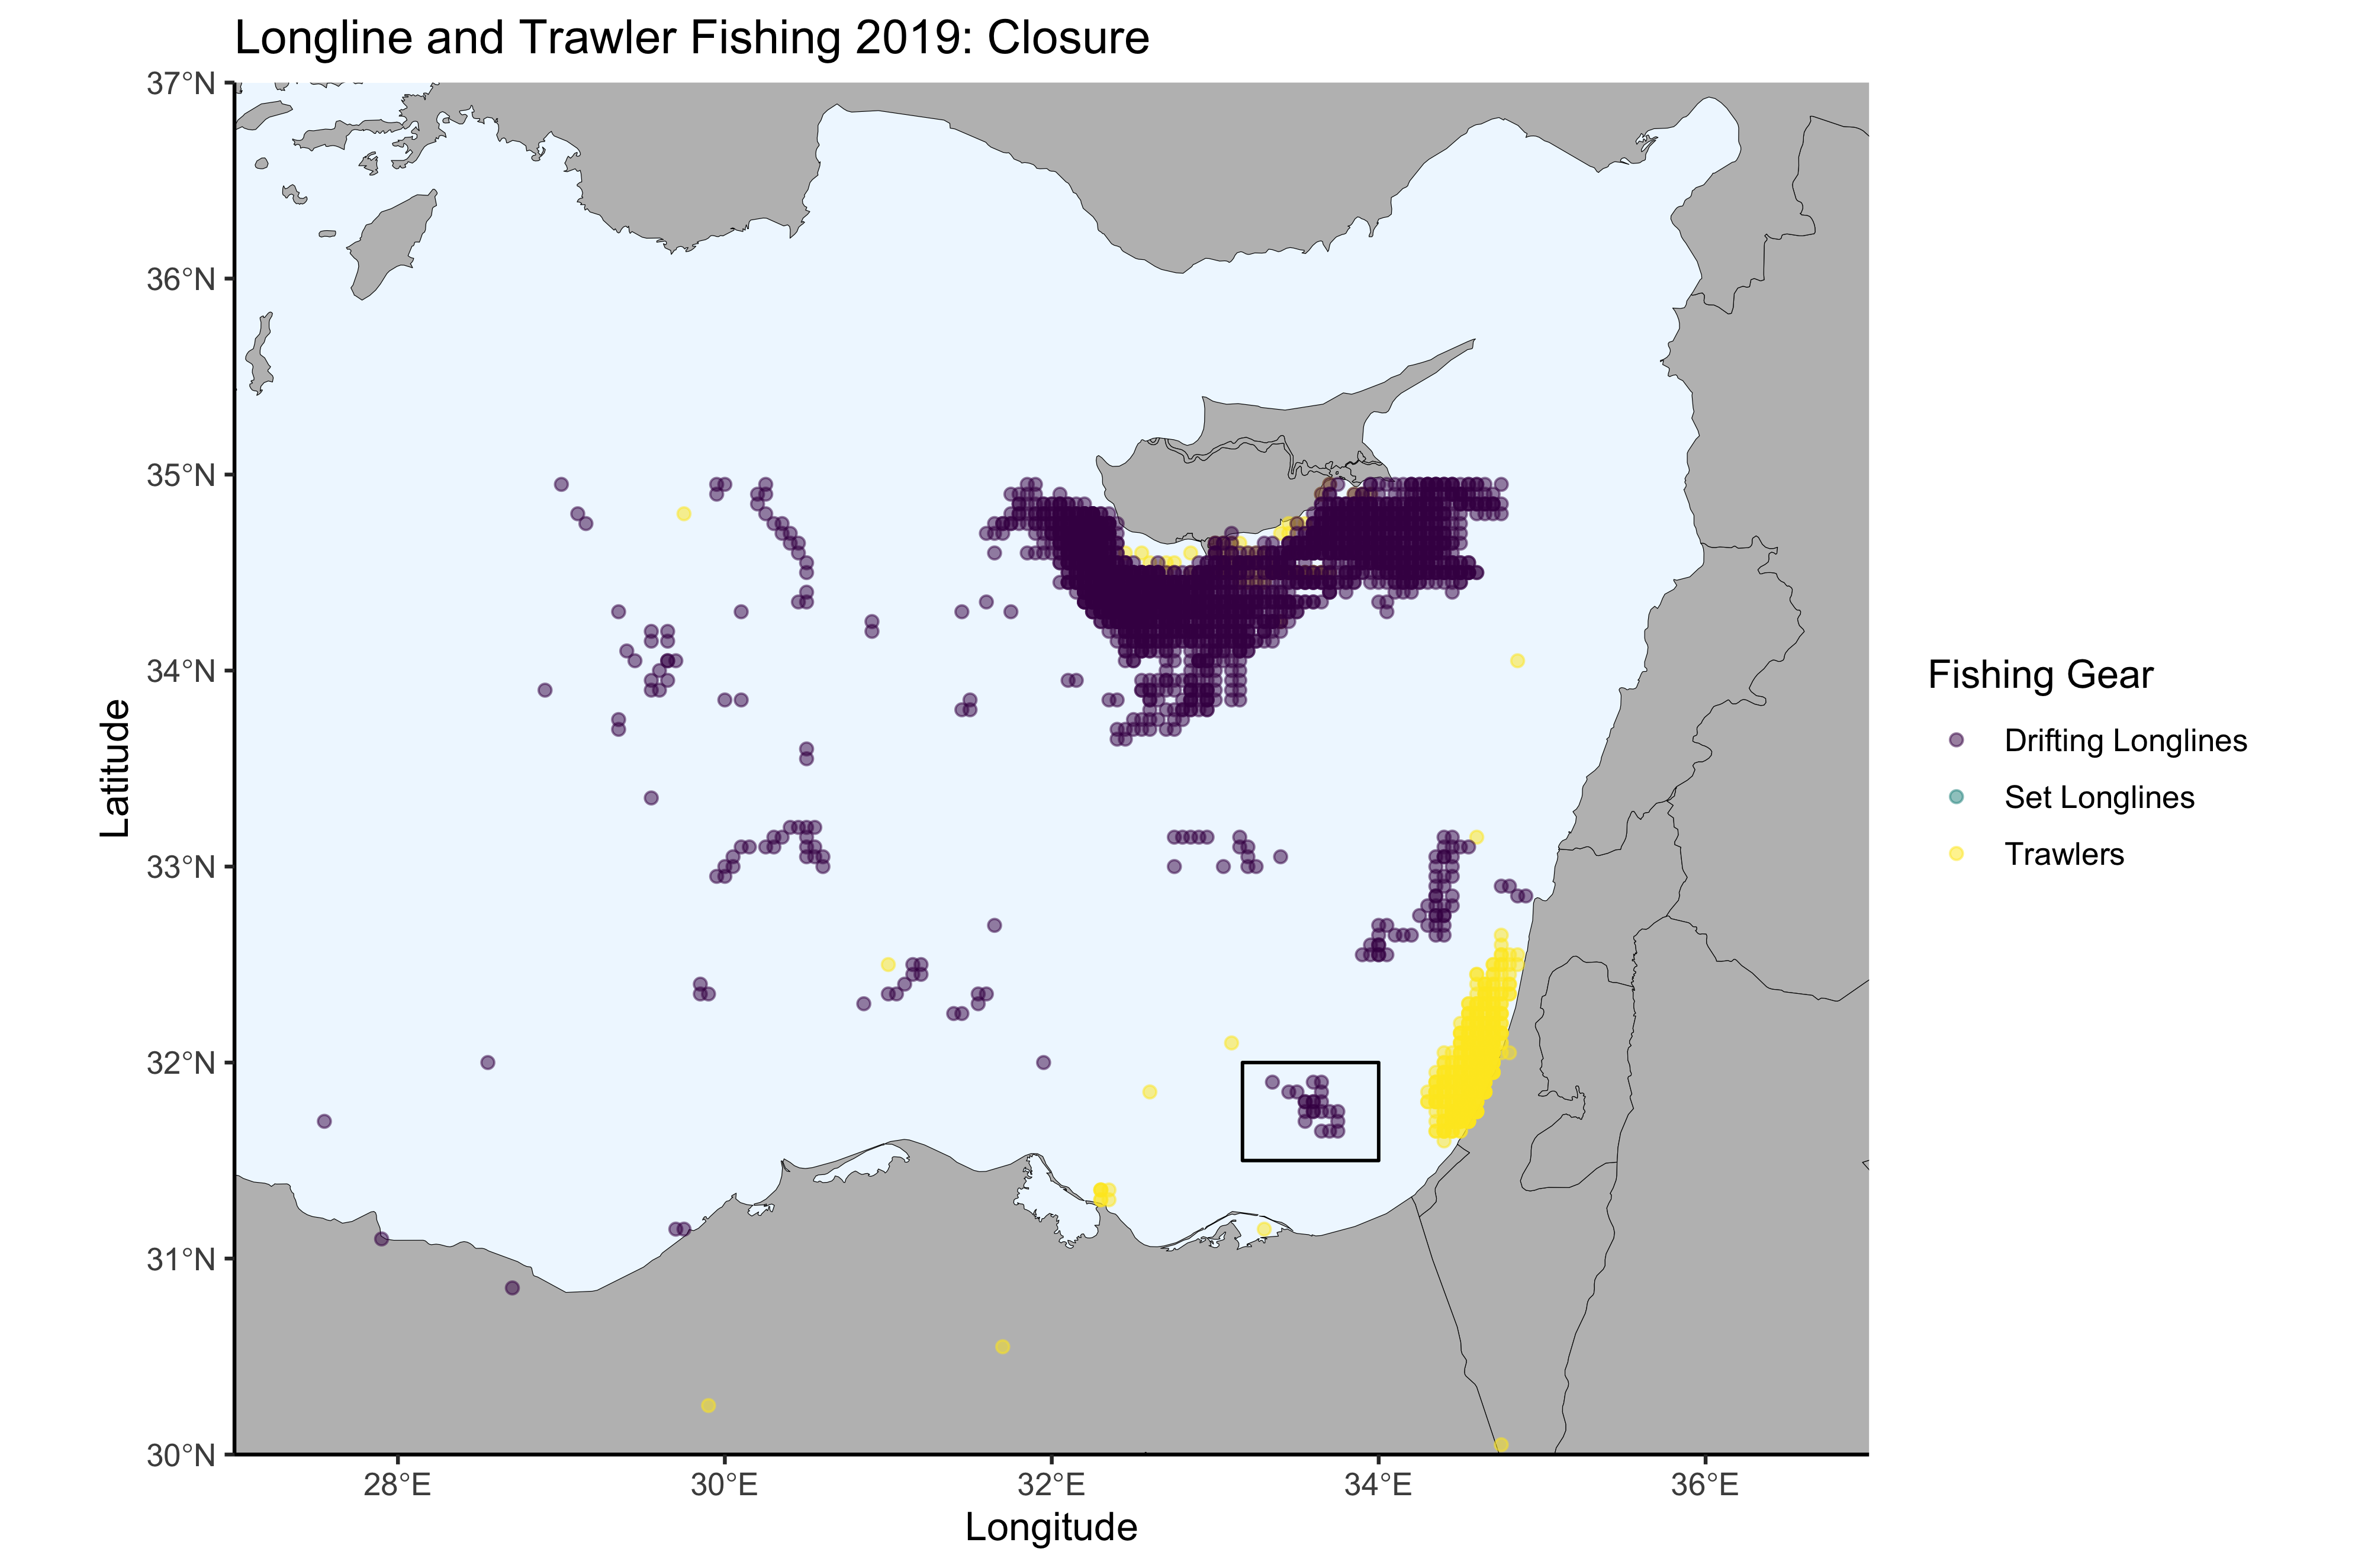 Longline and Trawler Fishing 2019: Closure
37°N
36°N
35°N
34°N
33°N
32°N
31°N
30°N
Latitude
28°E
30°E
32°E
34°E
36°E
Longitude
Fishing Gear
Drifting Longlines
Set Longlines
Trawlers